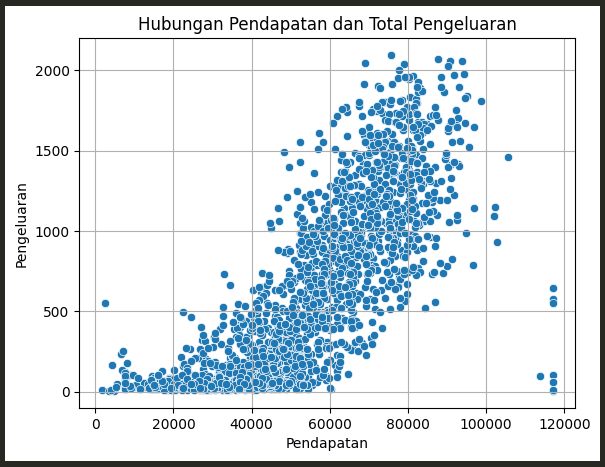 Hubungan Pendapatan dan Total Pengeluaran
2000
1500
1000
500
0
Pengeluaran
0 20000 40000 60000 80000 100000 120000
Pendapatan